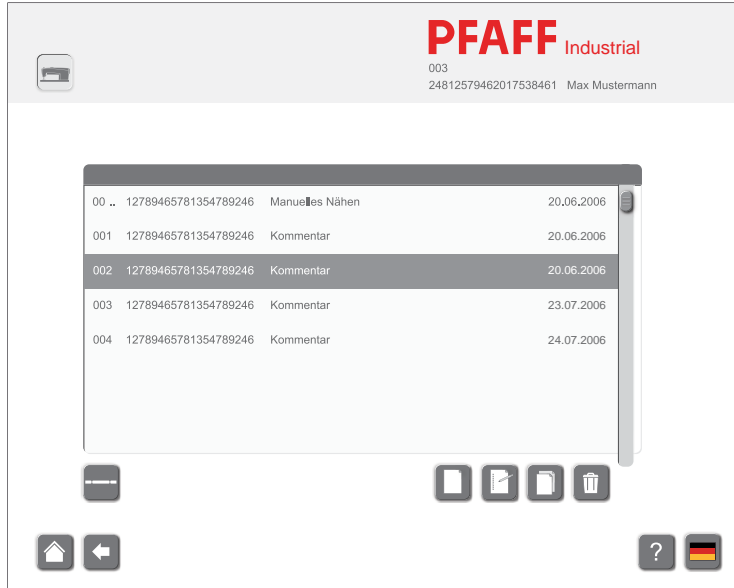 PFAFF Industrial
003
24812579462017538461 Max Mustermann
00 .. 12789465781354789246 Manuelles Nähen 20.06.2006
001 12789465781354789246 Kommentar 20.06.2006
002 12789465781354789246 Kommentar 20.06.2006
003 12789465781354789246 Kommentar 23.07.2006
004 12789465781354789246 Kommentar 24.07.2006
?